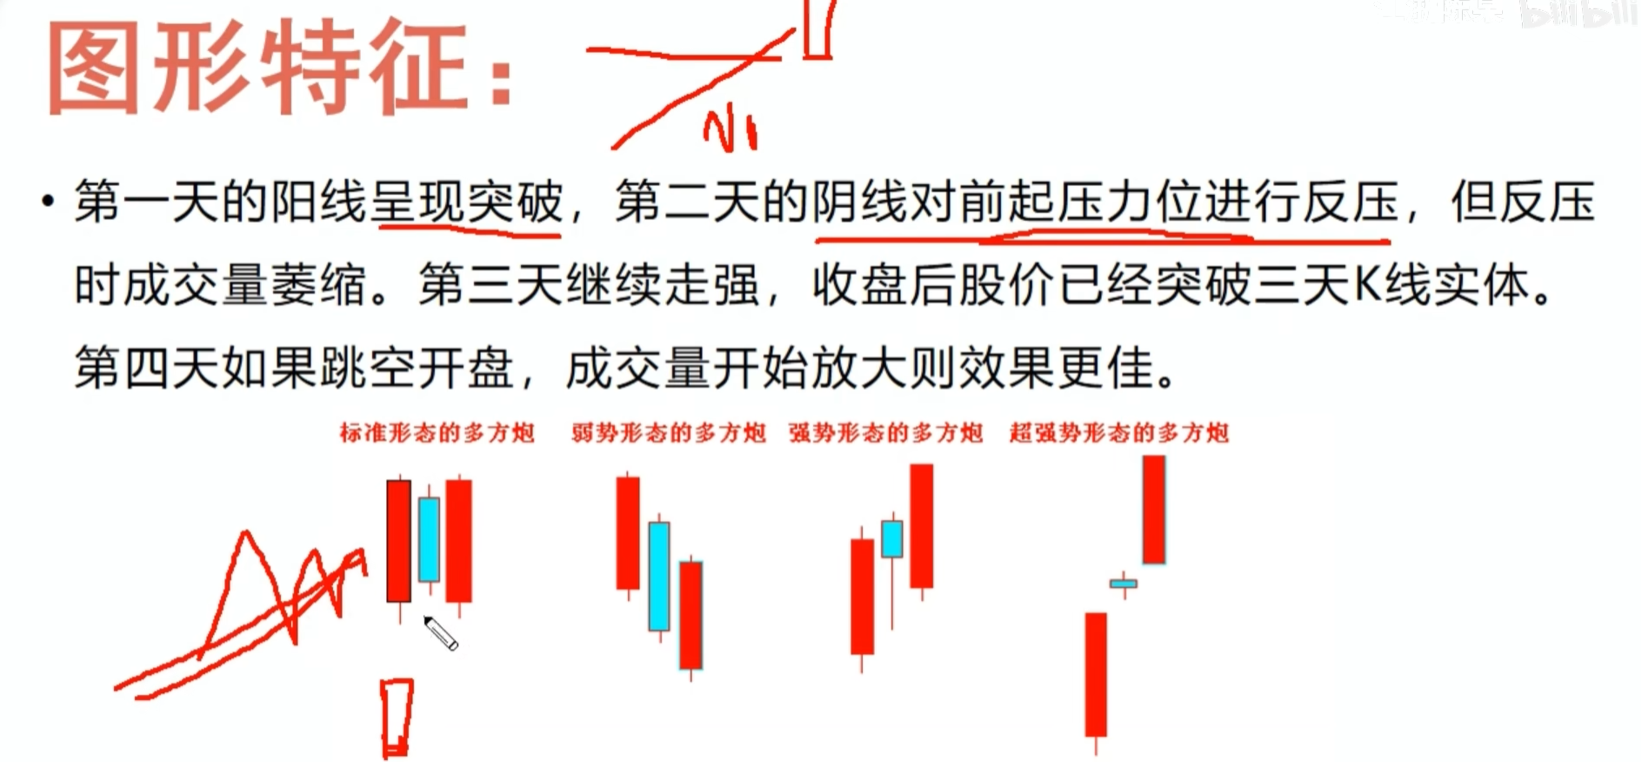 bilibili
图形特征：
• 第一天的阳线呈现突破，第二天的阴线对前起压力位进行反压，但反压
时成交量萎缩。第三天继续走强，收盘后股价已经突破三天K线实体。
第四天如果跳空开盘，成交量开始放大则效果更佳。
标准形态的多方炮 弱势形态的多方炮 强势形态的多方炮 超强势形态的多方炮